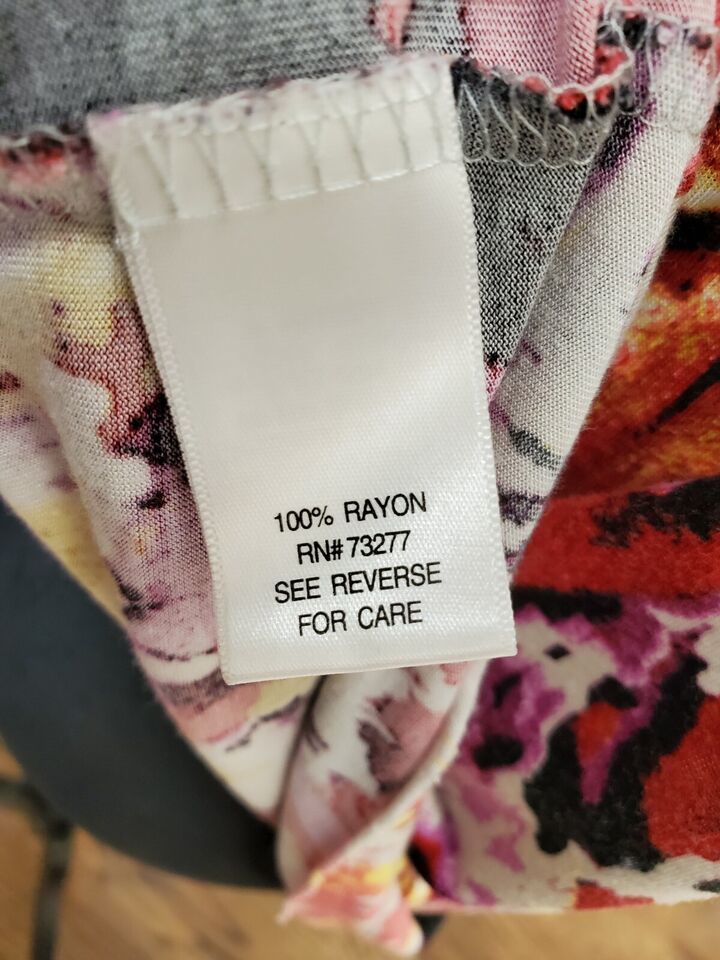 100% RAYON
RN# 73277
SEE REVERSE
FOR CARE